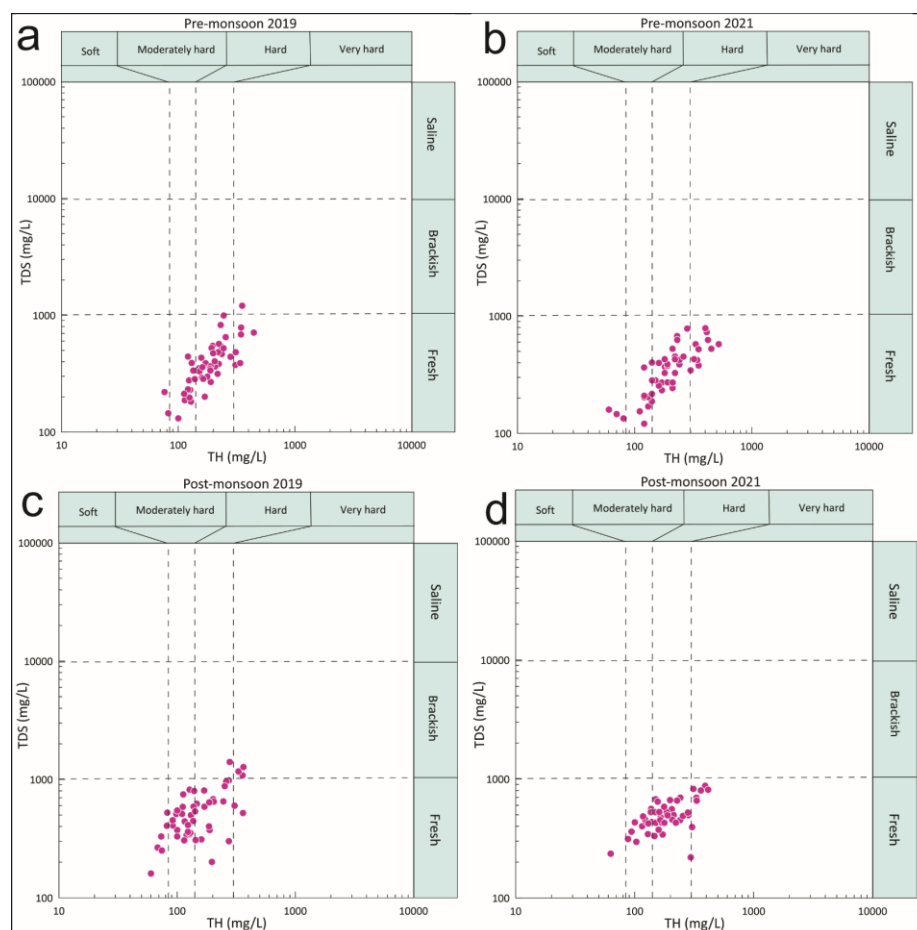 a
Pre-monsoon 2019
Soft Moderately hard Hard Very hard
100000
Saline
10000
TDS (mg/L)
Brackish
1000
Fresh
100
10 100 1000 10000
TH (mg/L)
b
Pre-monsoon 2021
Soft Moderately hard Hard Very hard
100000
Saline
10000
TDS (mg/L)
Brackish
1000
Fresh
100
10 100 1000 10000
TH (mg/L)
c
Post-monsoon 2019
Soft Moderately hard Hard Very hard
100000
Saline
10000
TDS (mg/L)
Brackish
1000
Fresh
100
10 100 1000 10000
TH (mg/L)
d
Post-monsoon 2021
Soft Moderately hard Hard Very hard
100000
Saline
10000
TDS (mg/L)
Brackish
1000
Fresh
100
10 100 1000 10000
TH (mg/L)